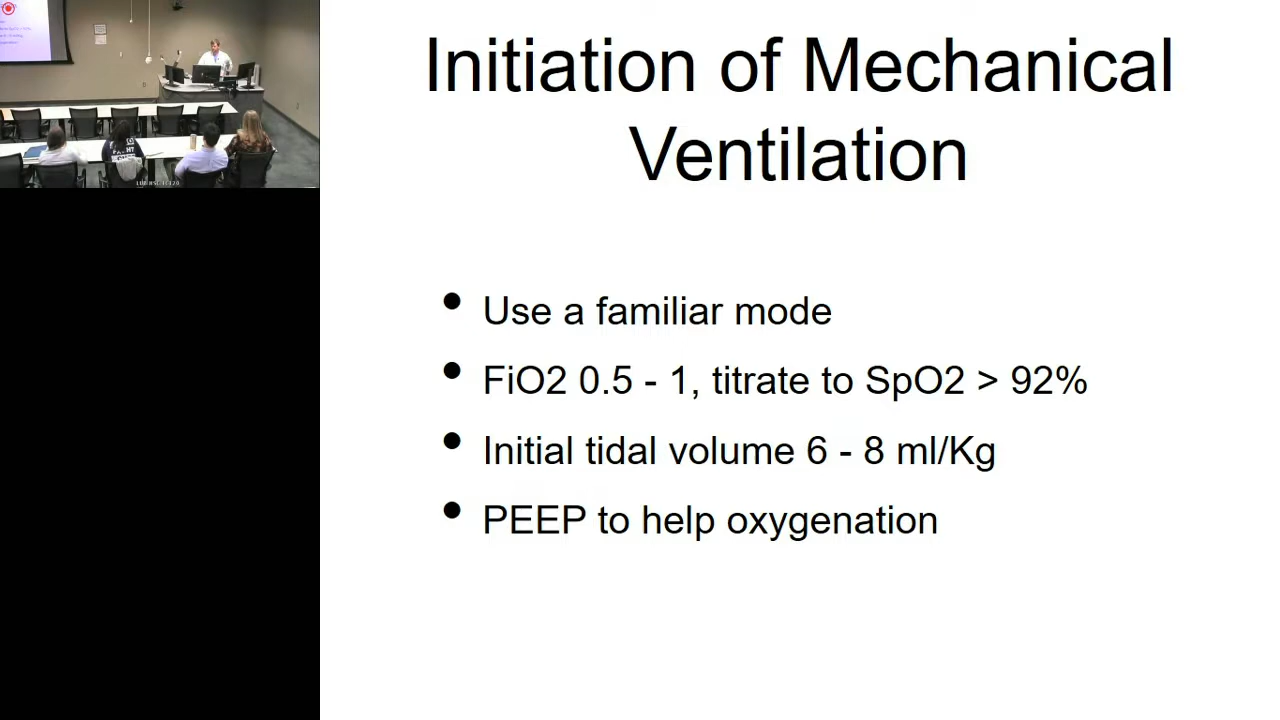 Initiation of Mechanical
Ventilation
• Use a familiar mode
• FiO2 0.5 - 1, titrate to SpO2 > 92%
• Initial tidal volume 6 - 8 ml/Kg
• PEEP to help oxygenation